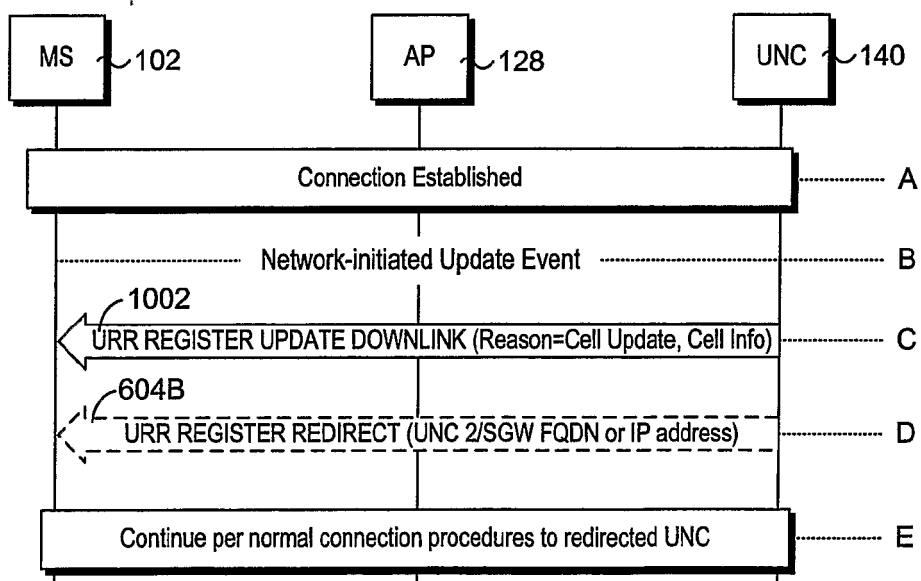 MS 102 AP 128 UNC 140
Connection Established A
Network-initiated Update Event B
1002
URR REGISTER UPDATE DOWNLINK (Reason=Cell Update, Cell Info) C
604B
URR REGISTER REDIRECT (UNC 2/SGW FQDN or IP address) D
Continue per normal connection procedures to redirected UNC E